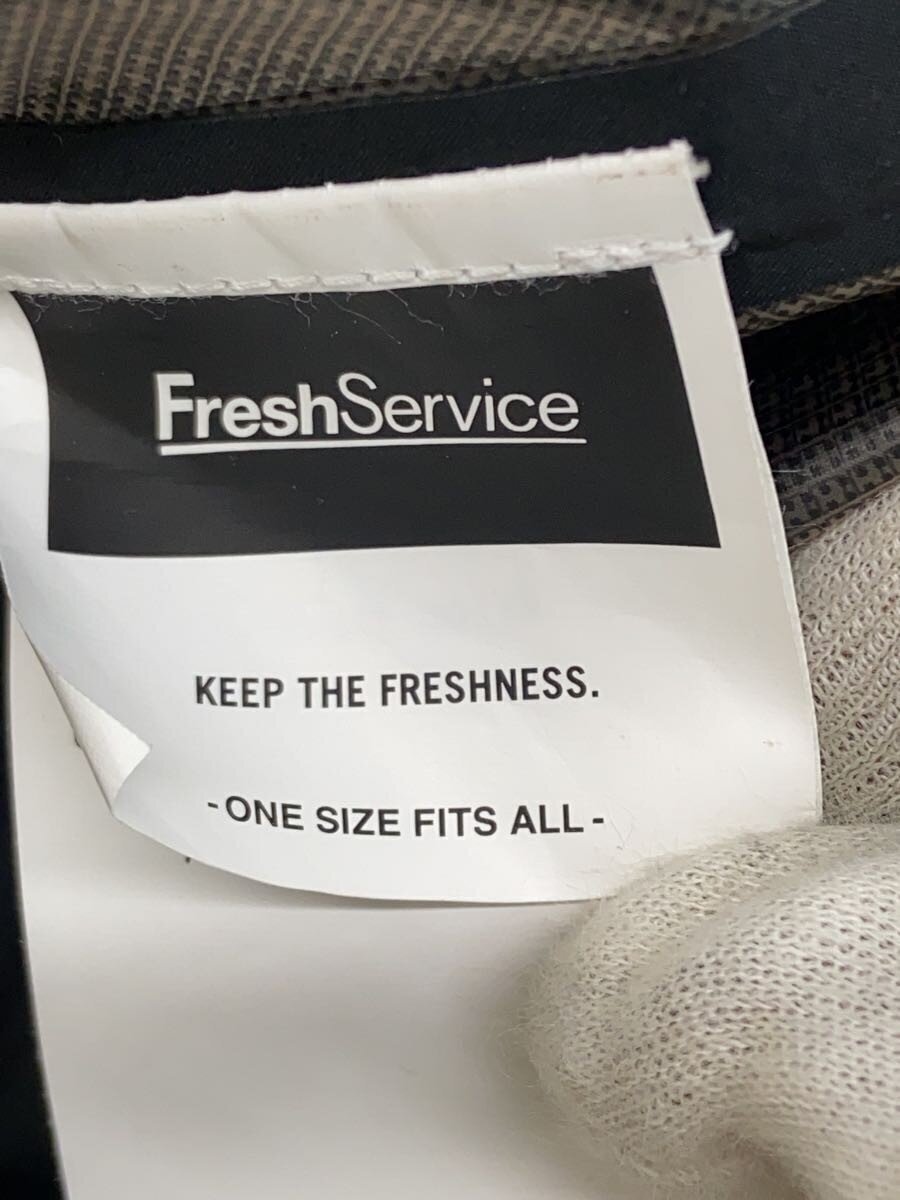 FreshService
KEEP THE FRESHNESS.
-ONE SIZE FITS ALL-